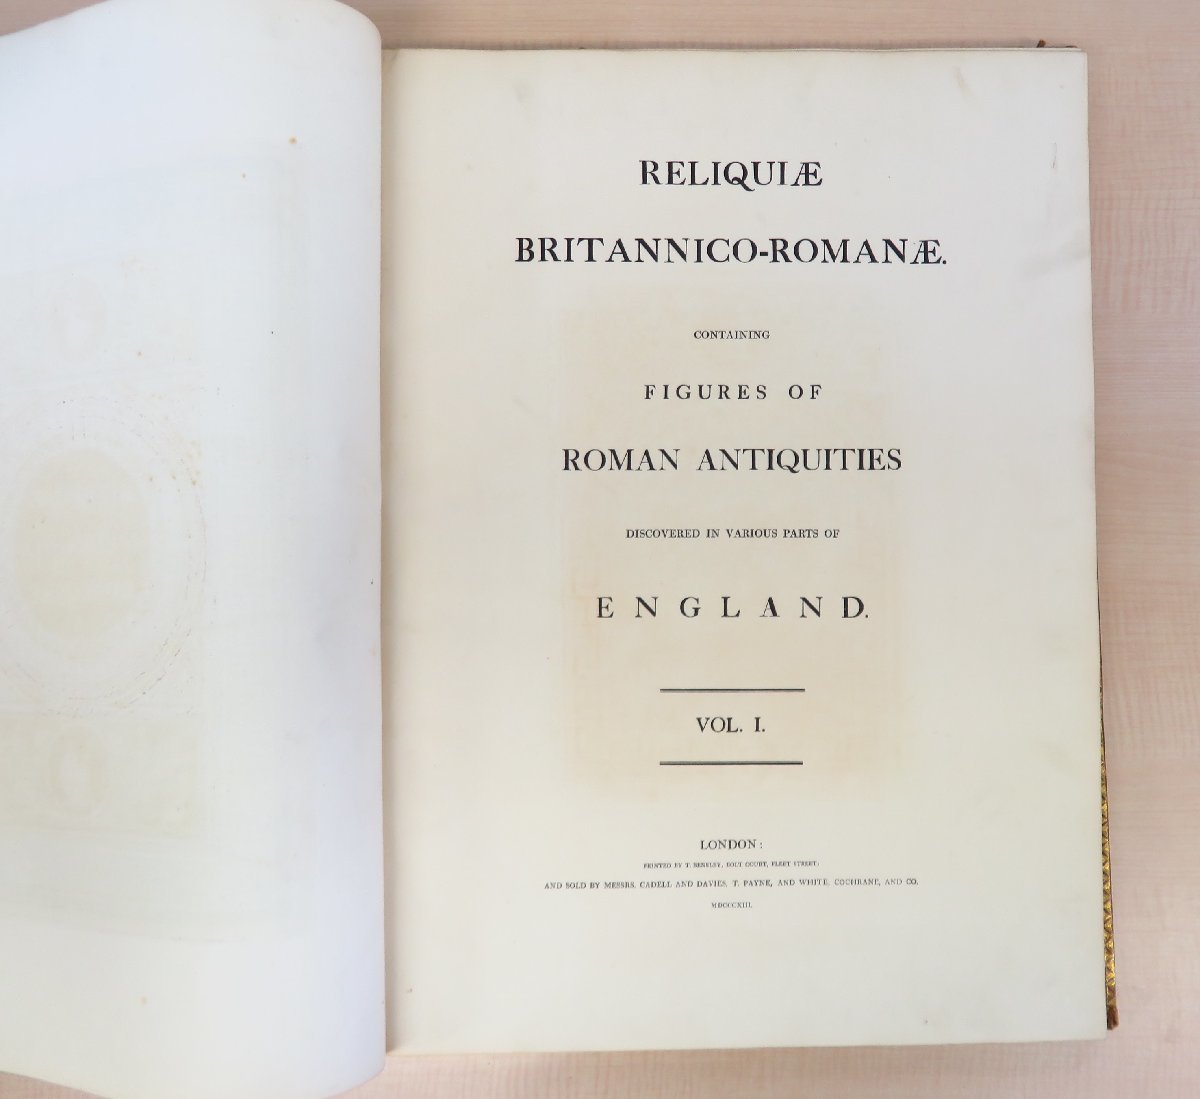 RELIQUIÆ
BRITANNICO-ROMANÆ.
CONTAINING
FIGURES OF
ROMAN ANTIQUITIES
DISCOVERED IN VARIOUS PARTS OF
ENGLAND.
VOL. I.
LONDON:
PRINTED BY T. BENSLEY, BOLT COURT, FLEET STREET;
AND SOLD BY MESSRS. CADELL AND DAVIES, T. PAYNE, AND WHITE, COCHRANE, AND CO.
MDCCCXIII.